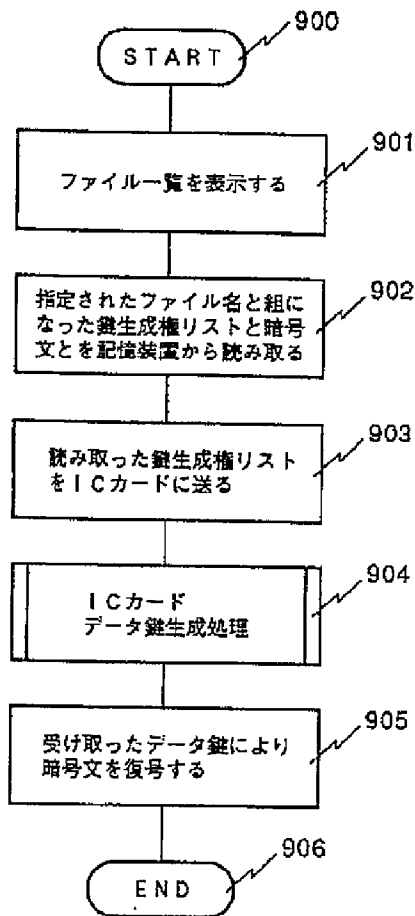 900
START
901
ファイル一覧を表示する
902
指定されたファイル名と組に
なった鍵生成権リストと暗号
文とを記憶装置から読み取る
903
読み取った鍵生成権リスト
をICカードに送る
904
ICカード
データ鍵生成処理
905
受け取ったデータ鍵により
暗号文を復号する
906
END